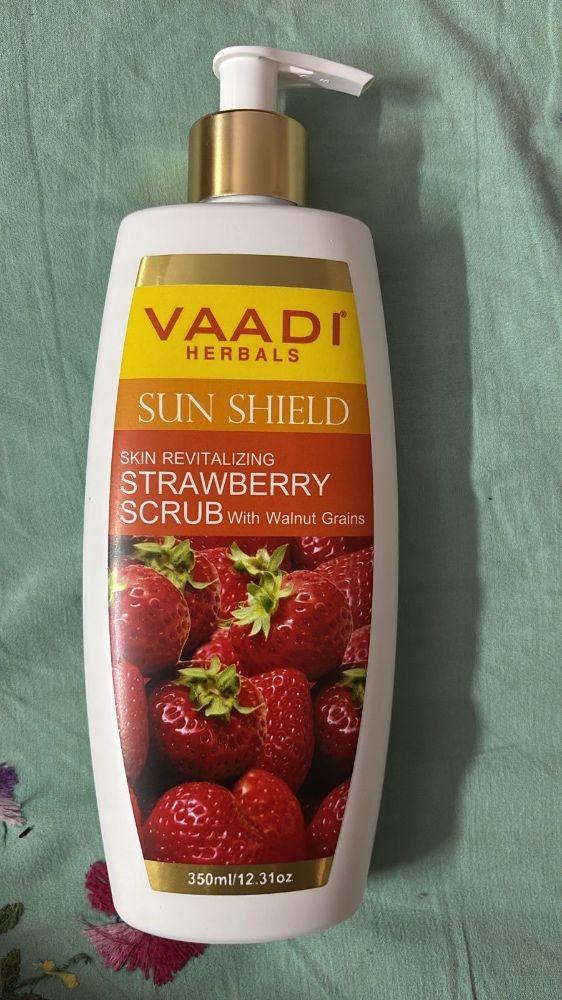 VAADI®
HERBALS
SUN SHIELD
SKIN REVITALIZING
STRAWBERRY
SCRUB With Walnut Grains
350ml/12.31oz